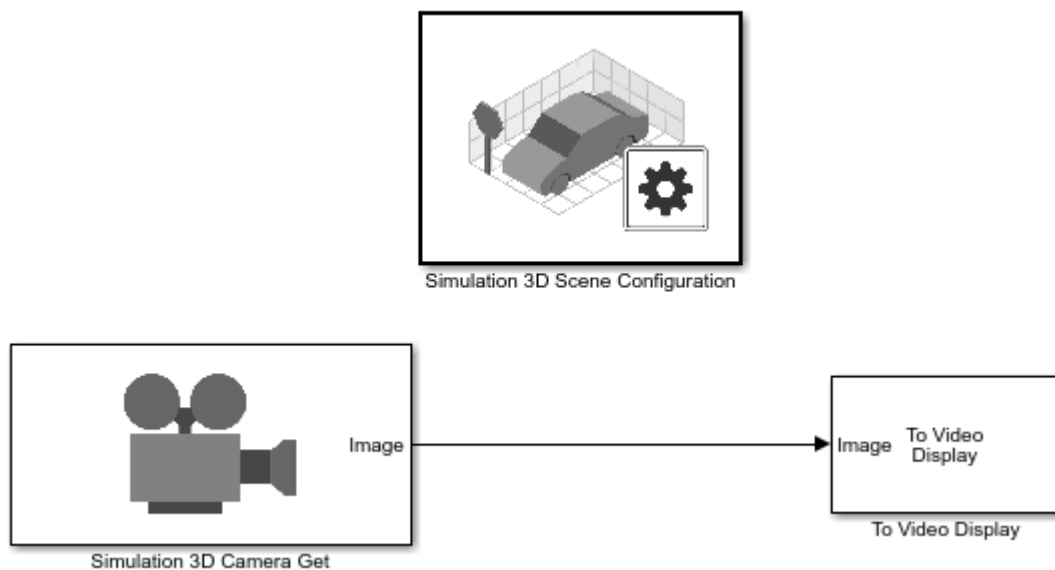 Simulation 3D Scene Configuration
Image
Image
To Video
Display
Simulation 3D Camera Get
To Video Display